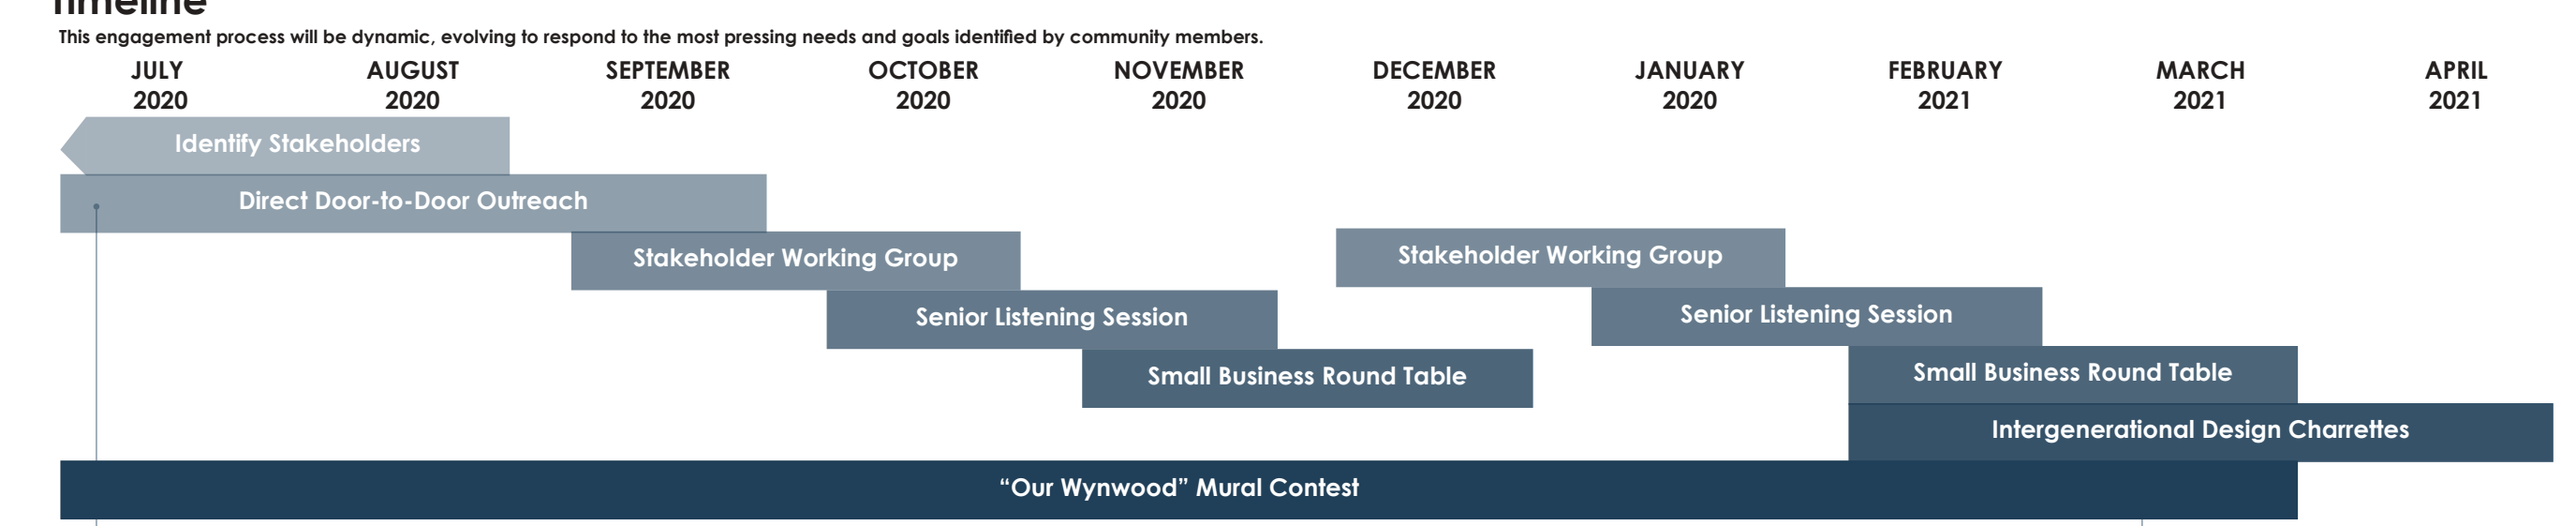 Timeline
This engagement process will be dynamic, evolving to respond to the most pressing needs and goals identified by community members.
JULY AUGUST SEPTEMBER OCTOBER NOVEMBER DECEMBER JANUARY FEBRUARY MARCH APRIL
2020 2020 2020 2020 2020 2020 2020 2021 2021 2021
Identify Stakeholders
Direct Door-to-Door Outreach
Stakeholder Working Group Stakeholder Working Group
Senior Listening Session Senior Listening Session
Small Business Round Table Small Business Round Table
Intergenerational Design Charrettes
“Our Wynwood” Mural Contest